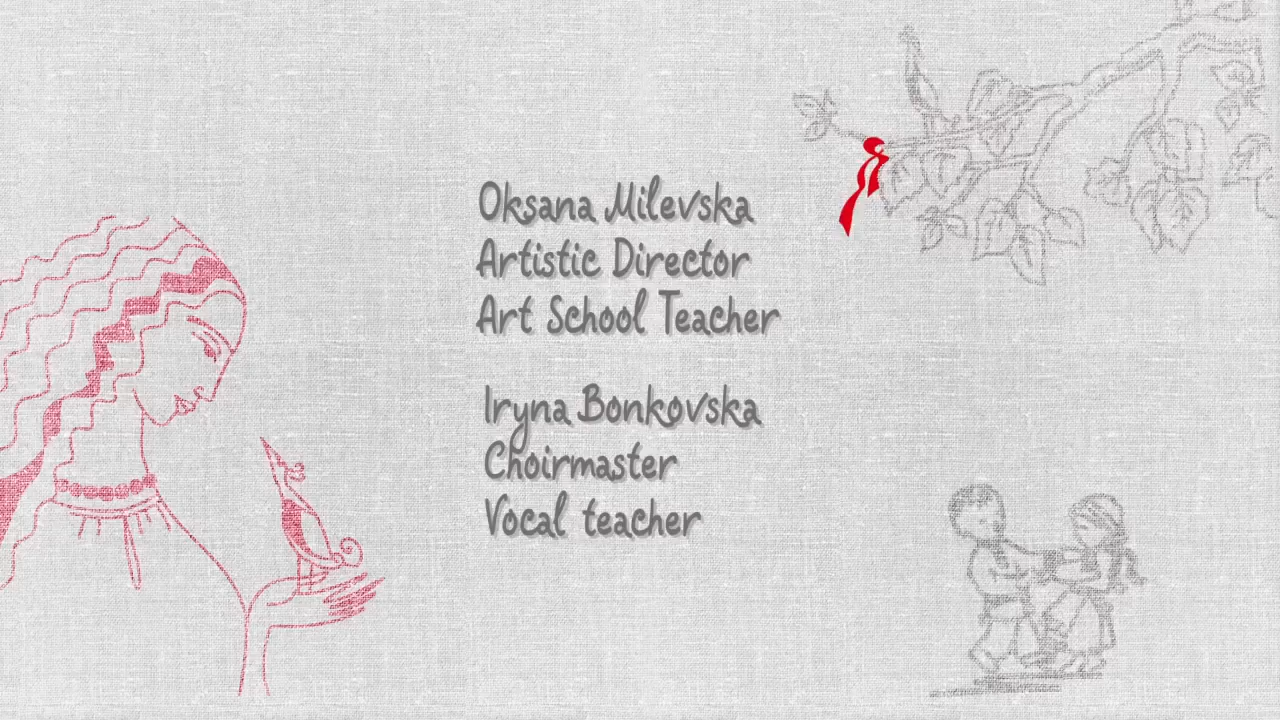 Oksana Milevska
Artistic Director
Art School Teacher
Iryna Bonkovska
Choirmaster
Vocal teacher